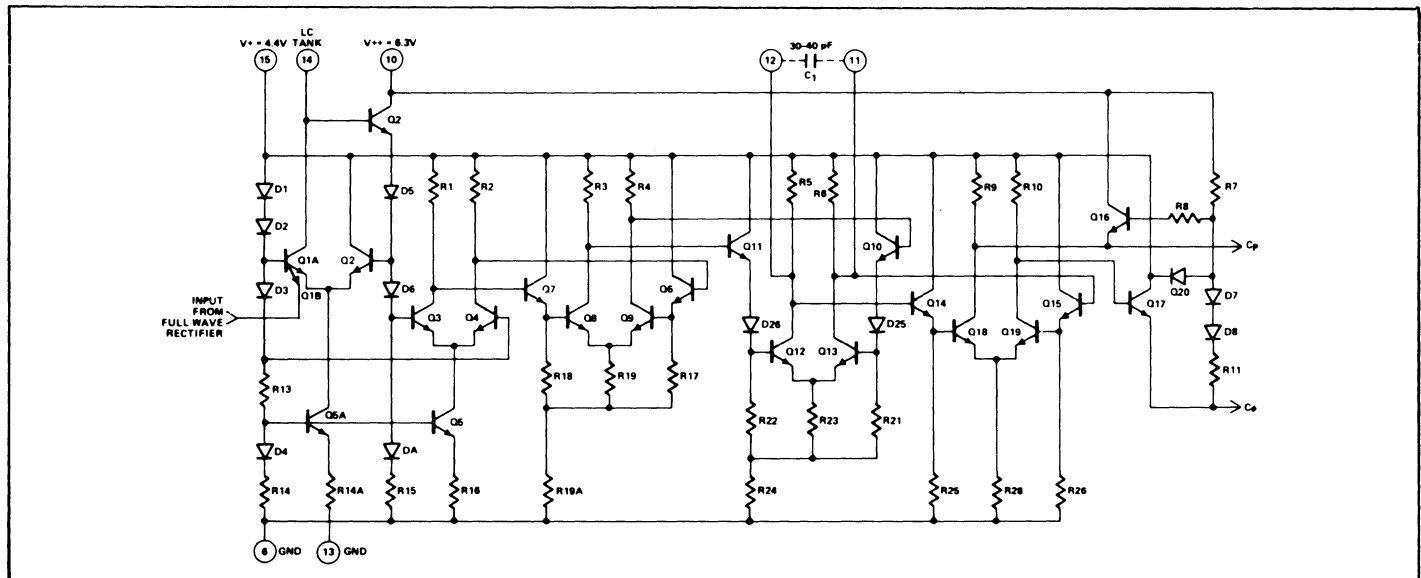 V+ = 4.4V
LC TANK
V++ = 6.3V
15
14
10
30–40 pF
12
11
C1
Q2
D1
D2
D3
Q1A
Q1B
Q2
D5
D6
INPUT
FROM
FULL-WAVE
RECTIFIER
R1
R2
Q3
Q4
R3
R4
Q7
Q8
Q9
Q6
Q11
R5
R6
Q10
D26
D25
Q12
Q13
R9
R10
Q14
Q15
Q18
Q19
Q16
R8
R7
Cp
Q17
Q20
D7
D8
R11
Cφ
R13
Q5A
Q5
R18
R19
R17
R22
R23
R21
D4
DA
R14
R14A
R15
R16
R19A
R24
R25
R28
R26
6 GND
13 GND